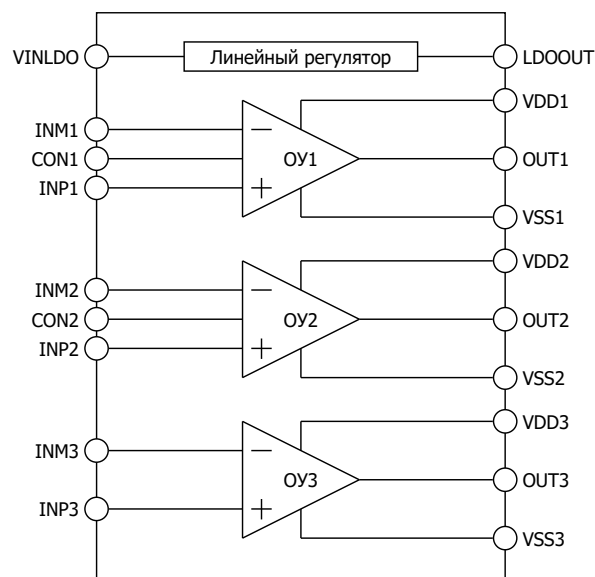 VINLDO
Линейный регулятор
LDOOUT
VDD1
INM1
CON1
ОУ1
OUT1
INP1
VSS1
VDD2
INM2
CON2
ОУ2
OUT2
INP2
VSS2
VDD3
INM3
ОУ3
OUT3
INP3
VSS3